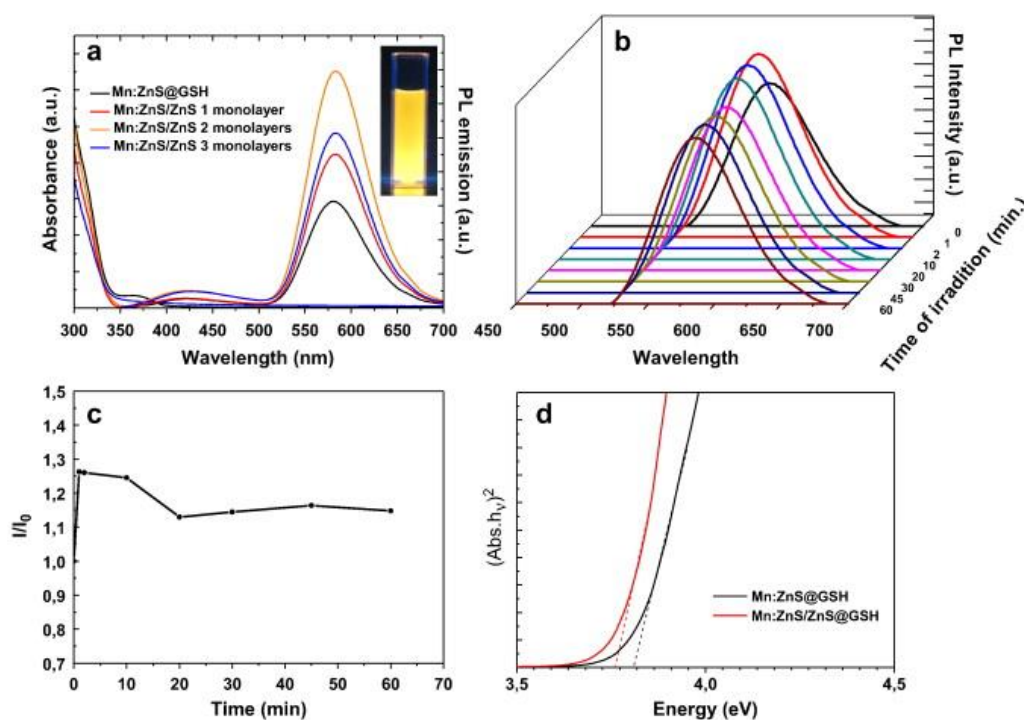 a
Absorbance (a.u.)
PL emission (a.u.)
Mn:ZnS@GSH
Mn:ZnS/ZnS 1 monolayer
Mn:ZnS/ZnS 2 monolayers
Mn:ZnS/ZnS 3 monolayers
300 350 400 450 500 550 600 650 700
Wavelength (nm)
b
PL Intensity (a.u.)
0
1
2
10
20
30
45
60
Time of irradition (min.)
450 500 550 600 650 700
Wavelength
c
I/I0
1,5
1,4
1,3
1,2
1,1
1,0
0,9
0,8
0,7
0 10 20 30 40 50 60 70
Time (min)
d
(Abs.hν)2
Mn:ZnS@GSH
Mn:ZnS/ZnS@GSH
3,5 4,0 4,5
Energy (eV)